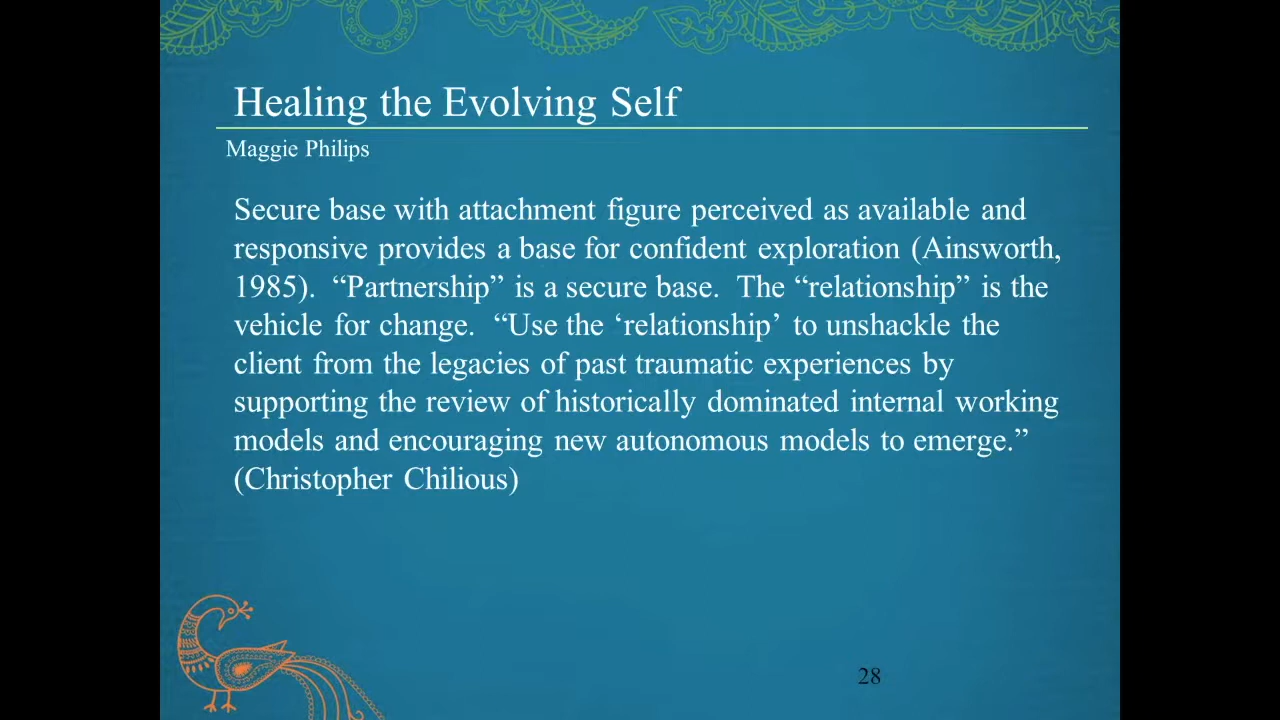 Healing the Evolving Self
Maggie Philips
Secure base with attachment figure perceived as available and
responsive provides a base for confident exploration (Ainsworth,
1985).  “Partnership” is a secure base.  The “relationship” is the
vehicle for change.  “Use the ‘relationship’ to unshackle the
client from the legacies of past traumatic experiences by
supporting the review of historically dominated internal working
models and encouraging new autonomous models to emerge.”
(Christopher Chilious)
28